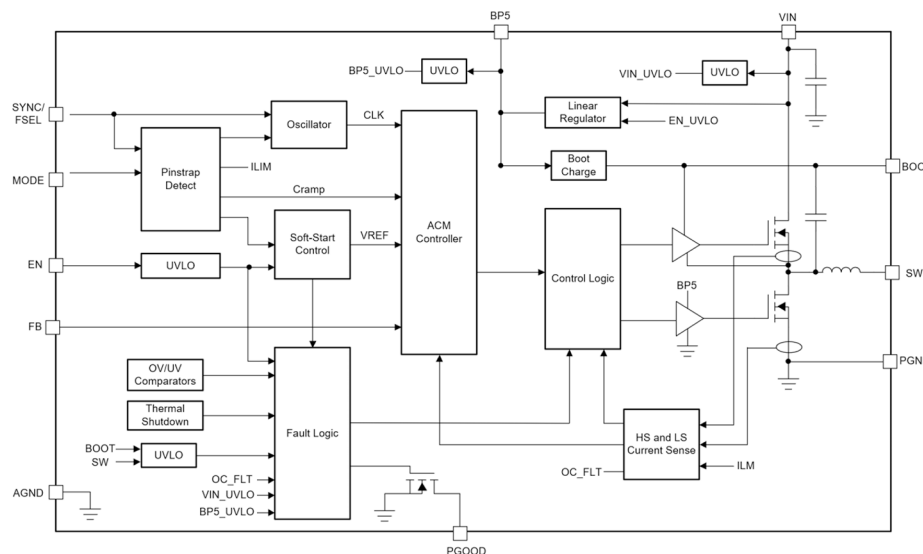 BP5
VIN
BP5_UVLO
UVLO
VIN_UVLO
UVLO
SYNC/
FSEL
Oscillator
CLK
Linear
Regulator
EN_UVLO
Pinstrap
Detect
ILIM
Boot
Charge
BOO
MODE
Cramp
ACM
Controller
Soft-Start
Control
VREF
Control Logic
EN
UVLO
SW
BP5
FB
PGN
OV/UV
Comparators
Thermal
Shutdown
Fault Logic
HS and LS
Current Sense
BOOT
SW
UVLO
ILM
OC_FLT
OC_FLT
VIN_UVLO
BP5_UVLO
AGND
PGOOD